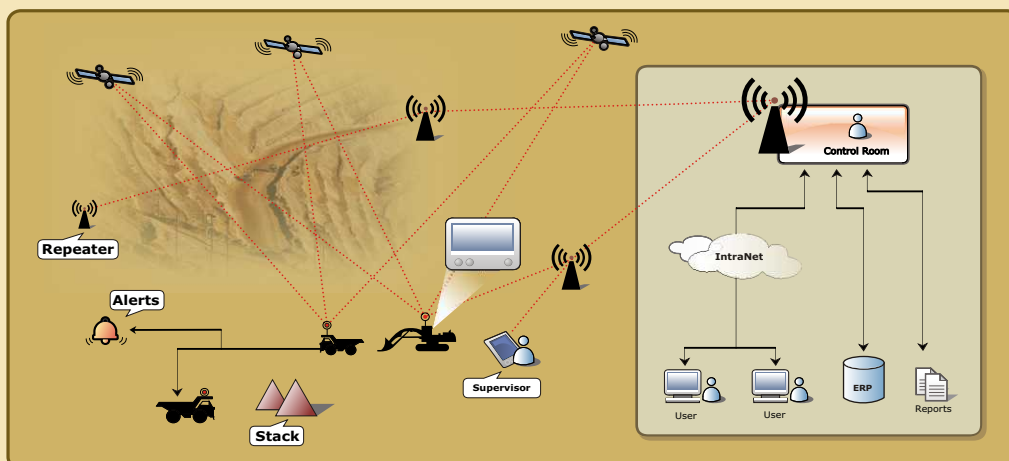 Control Room
IntraNet
Repeater
Alerts
Supervisor
ERP
Reports
User
User
Stack